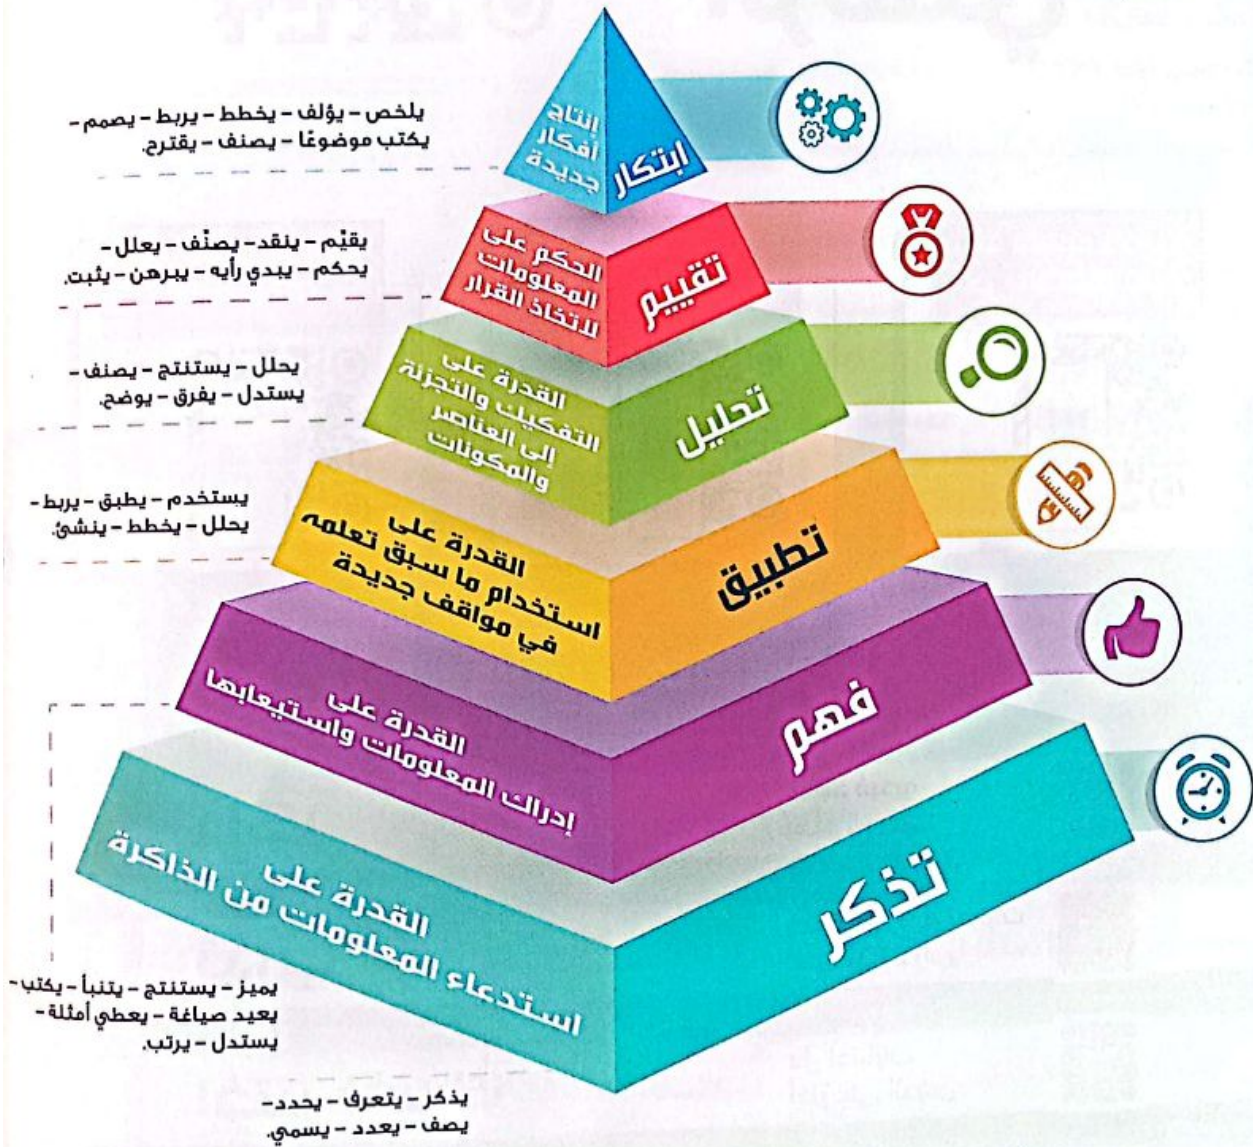 يلخص – يؤلف – يخطط – يربط – يصمم –
يكتب موضوعًا – يصنف – يقترح.
إنتاج
أفكار
جديدة
ابتكار
يقيّم – ينقد – يصنّف – يعلل –
يحكم – يبدي رأيه – يبرهن – يثبت.
الحكم على
المعلومات
لاتخاذ القرار
تقييم
يحلل – يستنتج – يصنف –
يستدل – يفرق – يوضح.
القدرة على
التفكيك والتجزئة
إلى العناصر
والمكونات
تحليل
يستخدم – يطبق – يربط –
يحلل – يخطط – ينشئ.
القدرة على
استخدام ما سبق تعلمه
في مواقف جديدة
تطبيق
القدرة على
إدراك المعلومات واستيعابها
فهم
القدرة على
استدعاء المعلومات من الذاكرة
تذكر
يميز – يستنتج – يتنبأ – يكتب –
يعيد صياغة – يعطي أمثلة –
يستدل – يرتب.
يذكر – يتعرف – يحدد –
يصف – يعدد – يسمي.